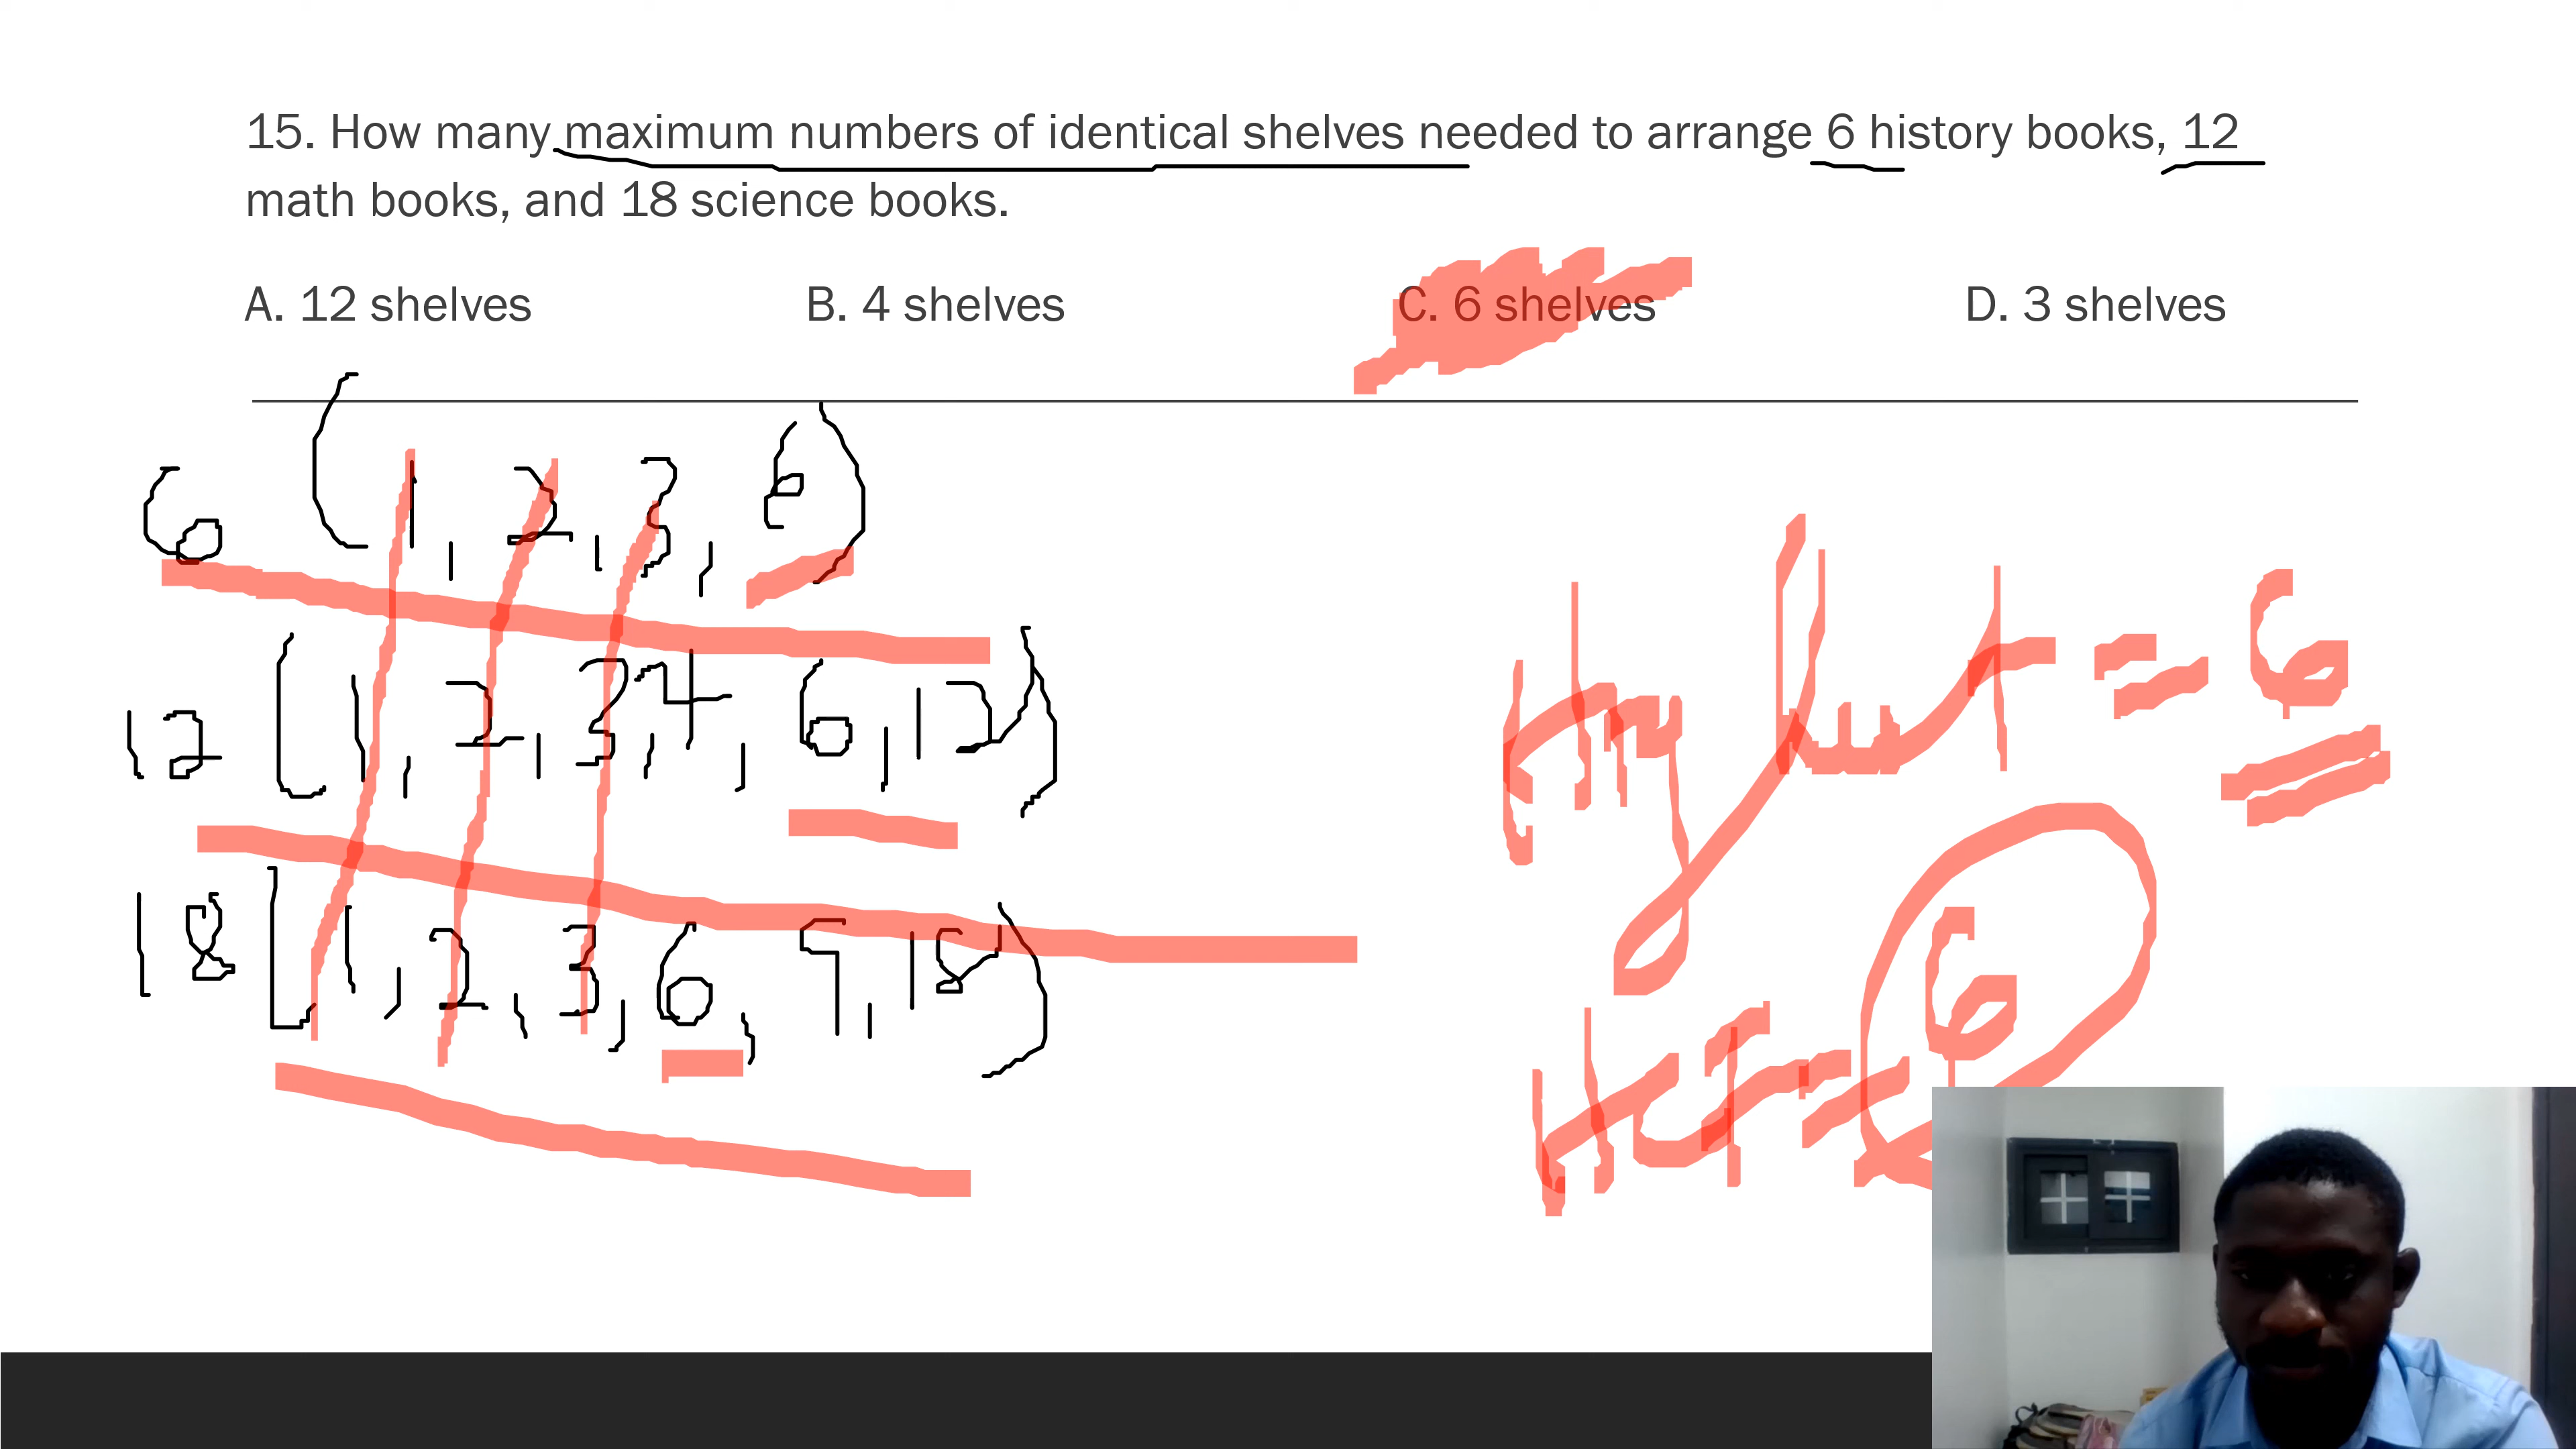 15. How many maximum numbers of identical shelves needed to arrange 6 history books, 12
math books, and 18 science books.
A. 12 shelves B. 4 shelves C. 6 shelves D. 3 shelves
6 (1, 2, 3, 6)
12 (1, 2, 3, 4, 6, 12)
18 (1, 2, 3, 6, 9, 18)
= 6
HCF = 6